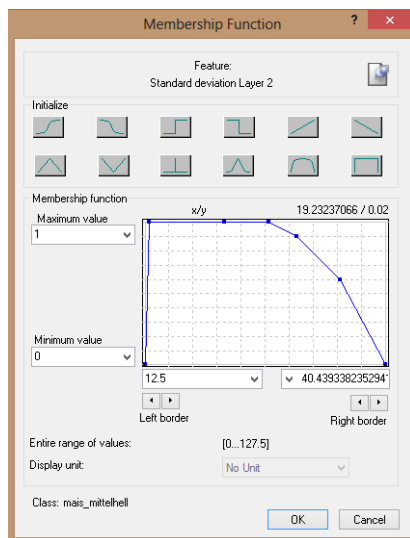 Membership Function
?
×
Feature:
Standard deviation Layer 2
Initialize
Membership function
Maximum value
x/y
19.23237066 / 0.02
1
Minimum value
0
12.5
40.439338235294
Left border
Right border
Entire range of values:
[0...127.5]
Display unit:
No Unit
Class: mais_mittelhell
OK
Cancel